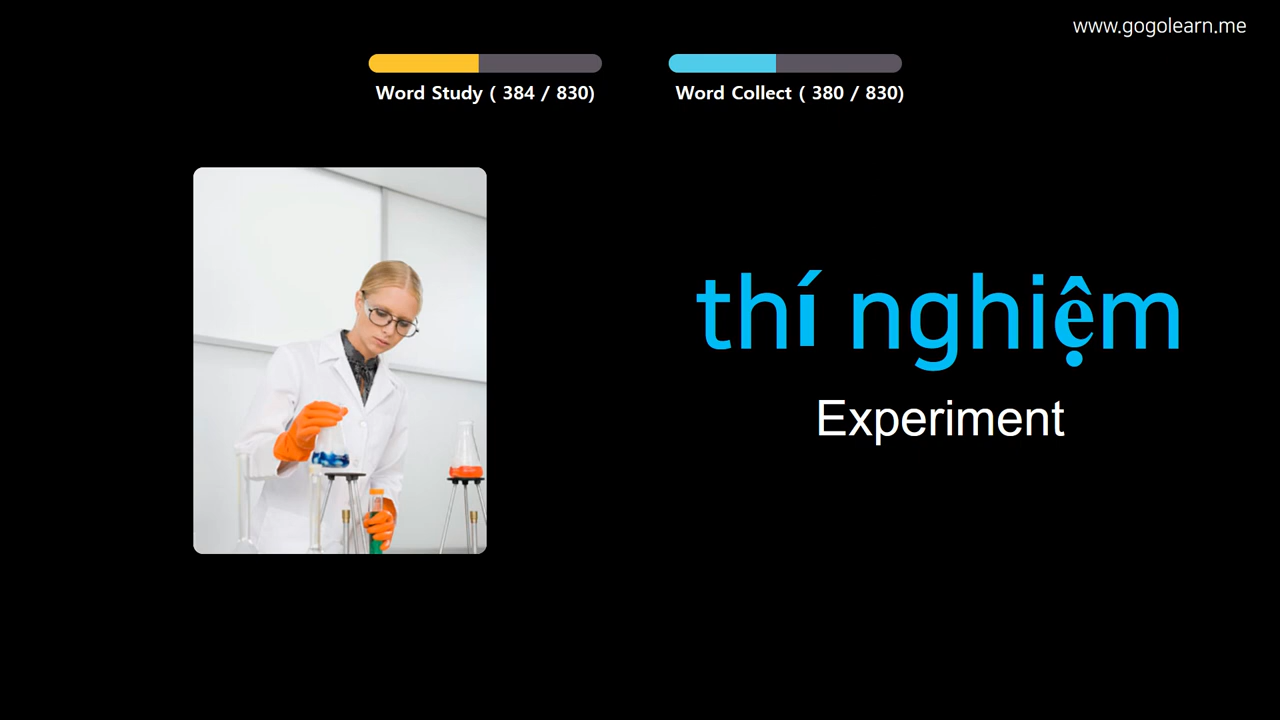 www.gogolearn.me
Word Study ( 384 / 830)
Word Collect ( 380 / 830)
thí nghiệm
Experiment